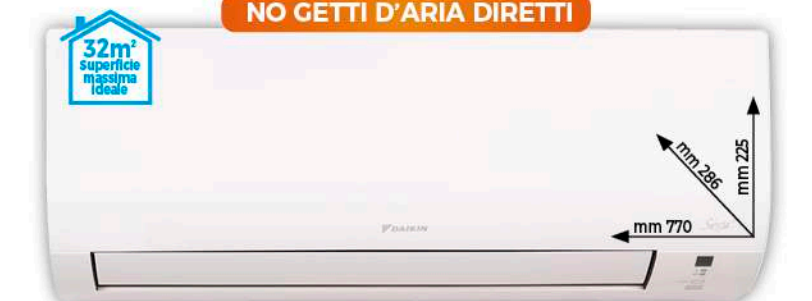 NO GETTI D'ARIA DIRETTI
32m²
Superficie
massima
ideale
mm 225
mm 286
mm 770
DAIKIN